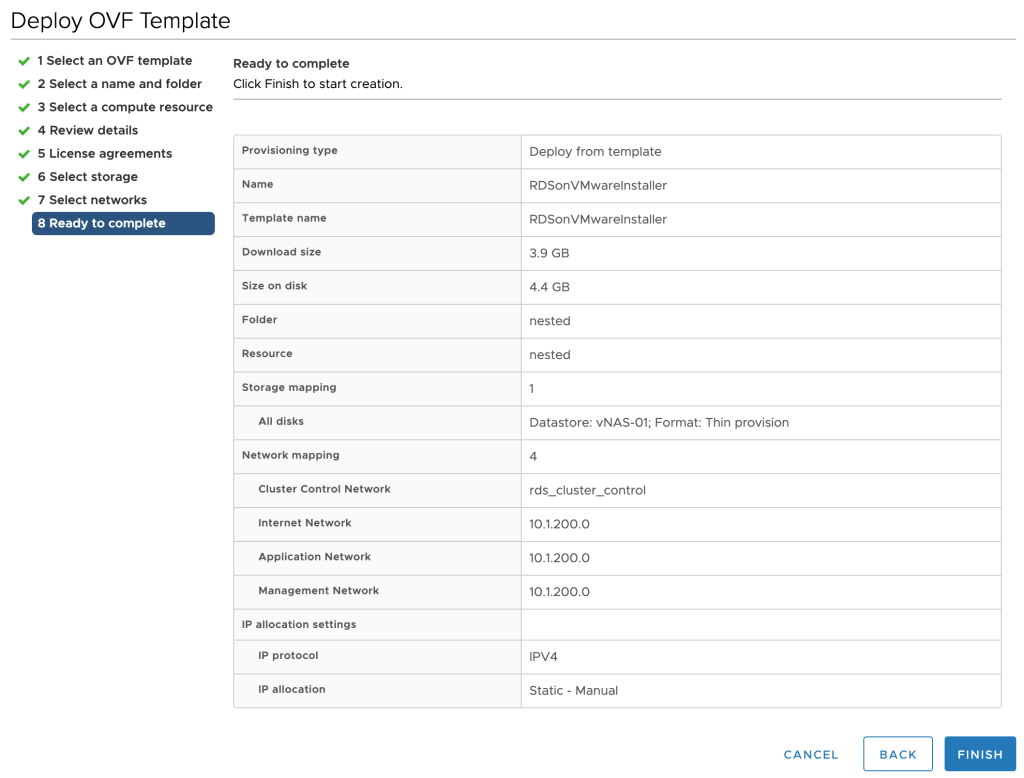 Deploy OVF Template
1 Select an OVF template
2 Select a name and folder
3 Select a compute resource
4 Review details
5 License agreements
6 Select storage
7 Select networks
8 Ready to complete
Ready to complete
Click Finish to start creation.
Provisioning type Deploy from template
Name RDSonVMwareInstaller
Template name RDSonVMwareInstaller
Download size 3.9 GB
Size on disk 4.4 GB
Folder nested
Resource nested
Storage mapping 1
All disks Datastore: vNAS-01; Format: Thin provision
Network mapping 4
Cluster Control Network rds_cluster_control
Internet Network 10.1.200.0
Application Network 10.1.200.0
Management Network 10.1.200.0
IP allocation settings
IP protocol IPV4
IP allocation Static - Manual
CANCEL BACK FINISH